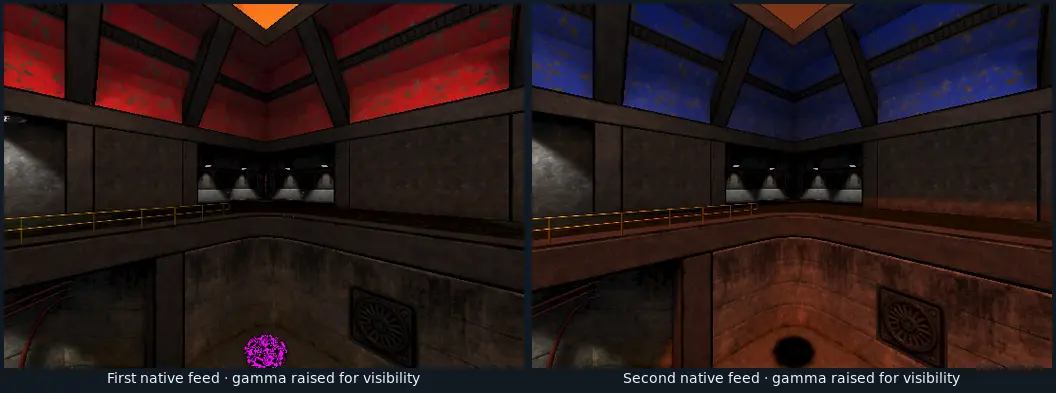 First native feed · gamma raised for visibility
Second native feed · gamma raised for visibility